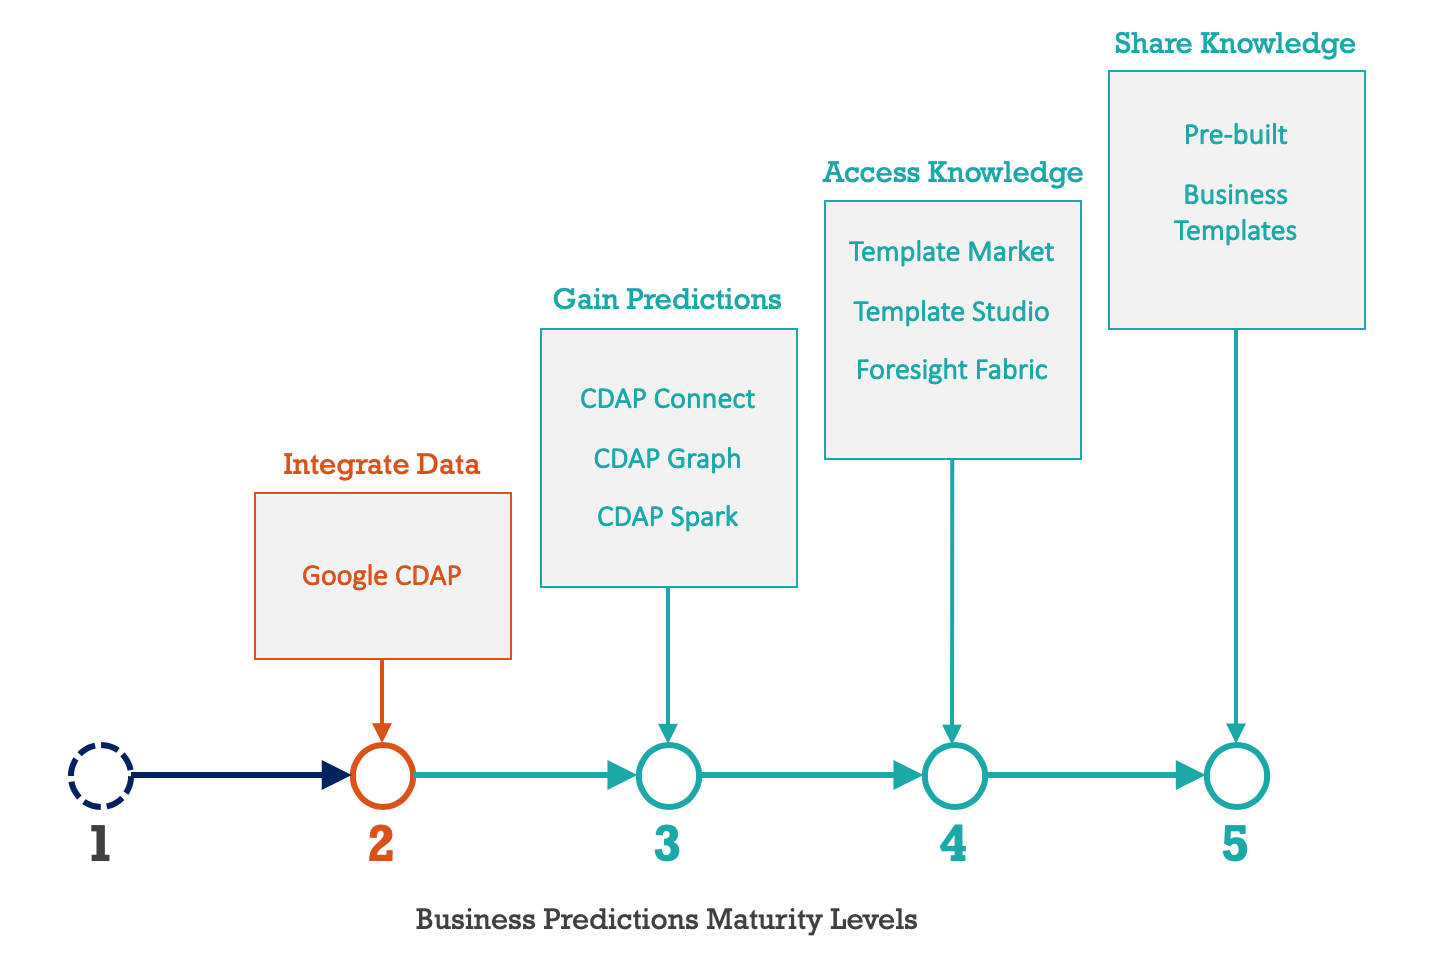 Share Knowledge
Pre-built
Business
Templates
Access Knowledge
Template Market
Template Studio
Foresight Fabric
Gain Predictions
CDAP Connect
CDAP Graph
CDAP Spark
Integrate Data
Google CDAP
1
2
3
4
5
Business Predictions Maturity Levels